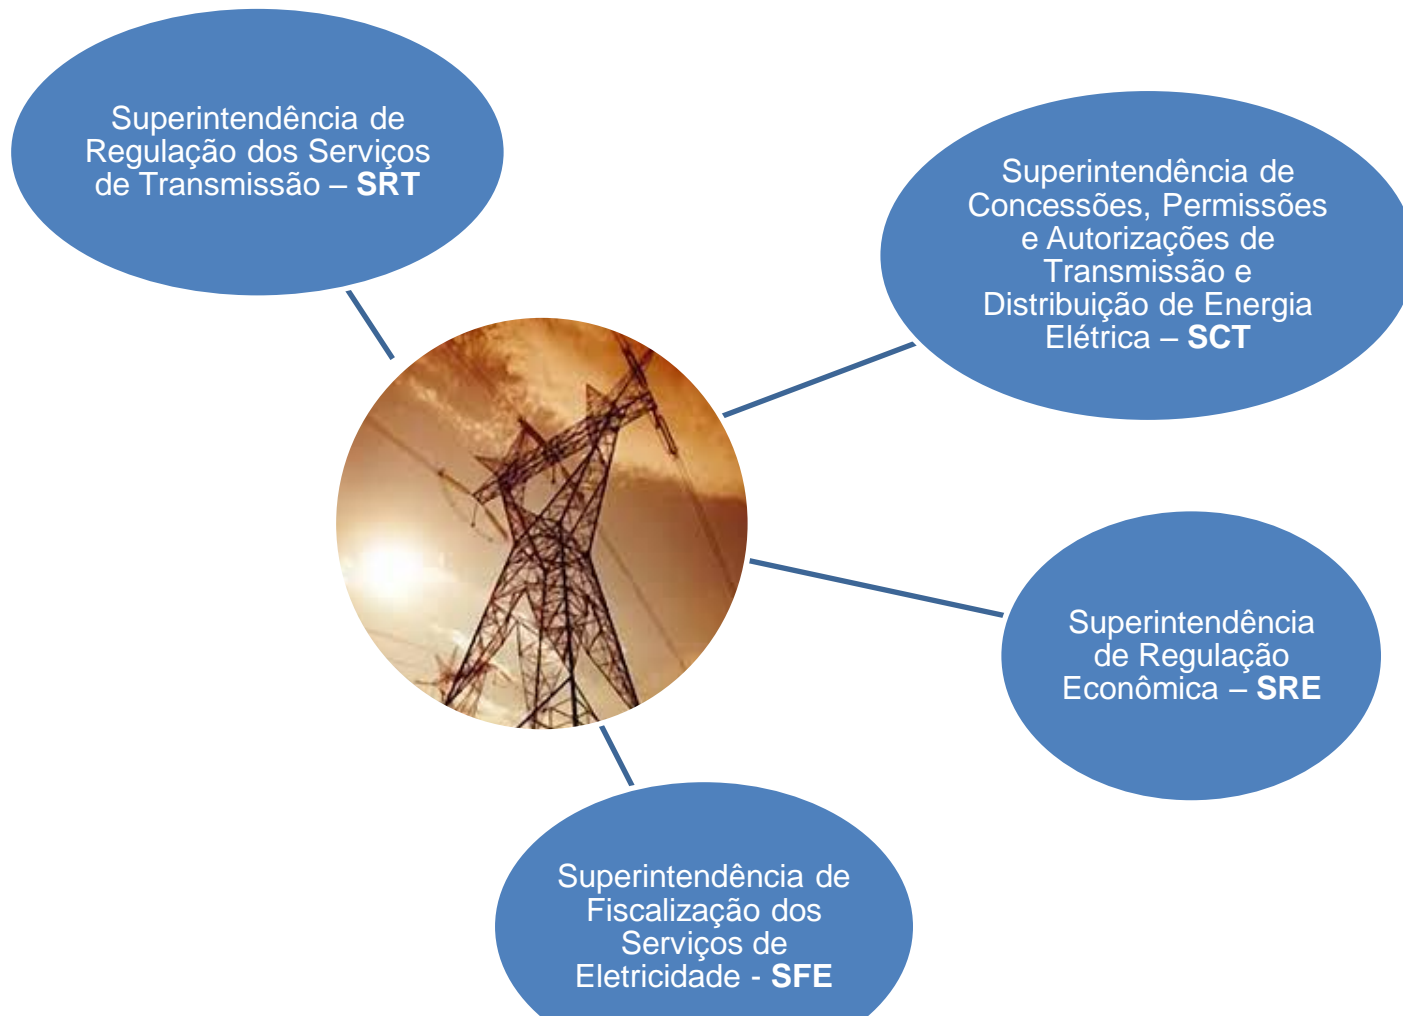 Superintendência de
Regulação dos Serviços
de Transmissão – SRT
Superintendência de
Concessões, Permissões
e Autorizações de
Transmissão e
Distribuição de Energia
Elétrica – SCT
Superintendência
de Regulação
Econômica – SRE
Superintendência de
Fiscalização dos
Serviços de
Eletricidade - SFE